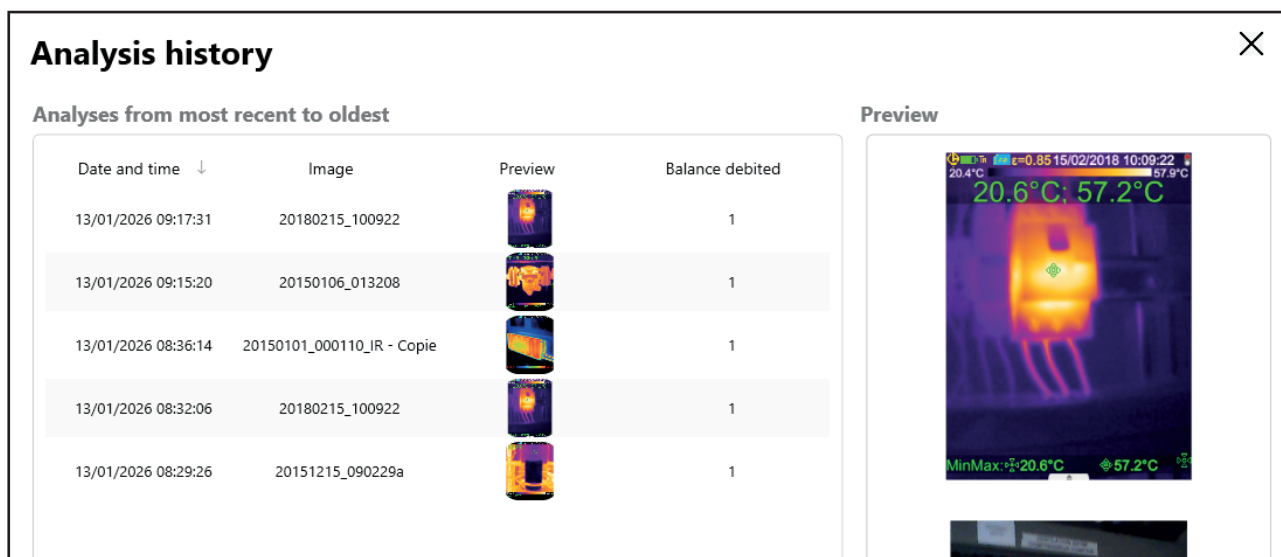 Analysis history
Analyses from most recent to oldest
Date and time ↓ Image Preview Balance debited
13/01/2026 09:17:31 20180215_100922 1
13/01/2026 09:15:20 20150106_013208 1
13/01/2026 08:36:14 20150101_000110_IR - Copie 1
13/01/2026 08:32:06 20180215_100922 1
13/01/2026 08:29:26 20151215_090229a 1
Preview
ε=0.85 15/02/2018 10:09:22
20.4°C 57.9°C
20.6°C; 57.2°C
MinMax: 20.6°C 57.2°C